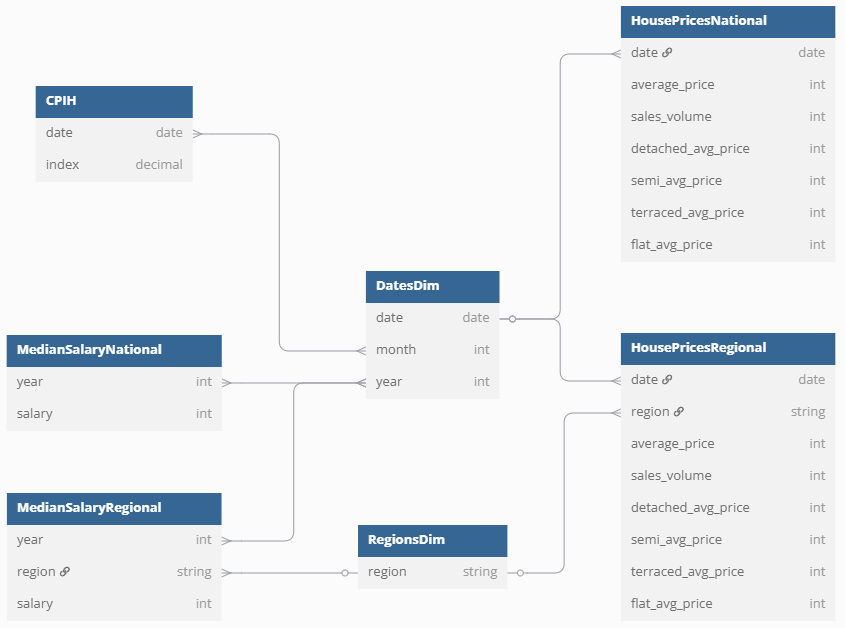 HousePricesNational
date date
average_price int
sales_volume int
detached_avg_price int
semi_avg_price int
terraced_avg_price int
flat_avg_price int
CPIH
date date
index decimal
DatesDim
date date
month int
year int
MedianSalaryNational
year int
salary int
HousePricesRegional
date date
region string
average_price int
sales_volume int
detached_avg_price int
semi_avg_price int
terraced_avg_price int
flat_avg_price int
MedianSalaryRegional
year int
region string
salary int
RegionsDim
region string